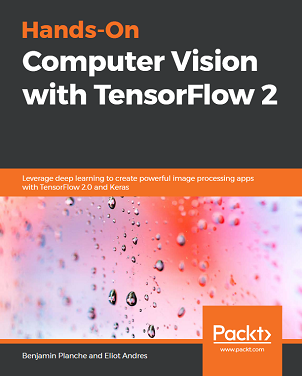 Hands-On
Computer Vision
with TensorFlow 2
Leverage deep learning to create powerful image processing apps
with TensorFlow 2.0 and Keras
Packt>
www.packt.com
Benjamin Planche and Eliot Andres